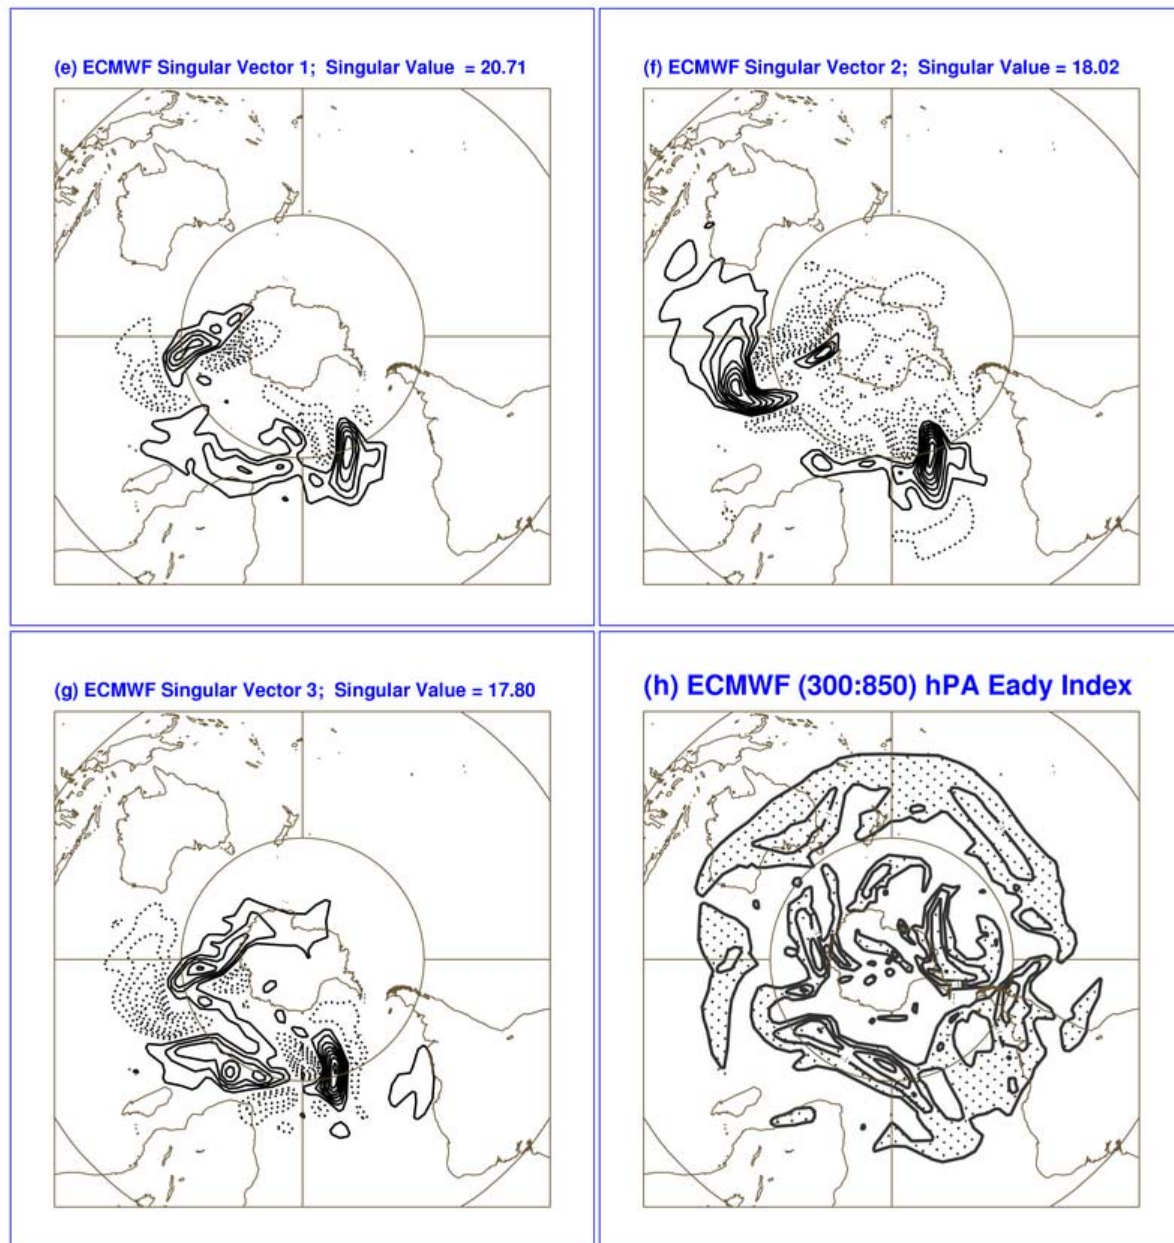 (e) ECMWF Singular Vector 1; Singular Value = 20.71
(f) ECMWF Singular Vector 2; Singular Value = 18.02
(g) ECMWF Singular Vector 3; Singular Value = 17.80
(h) ECMWF (300:850) hPA Eady Index